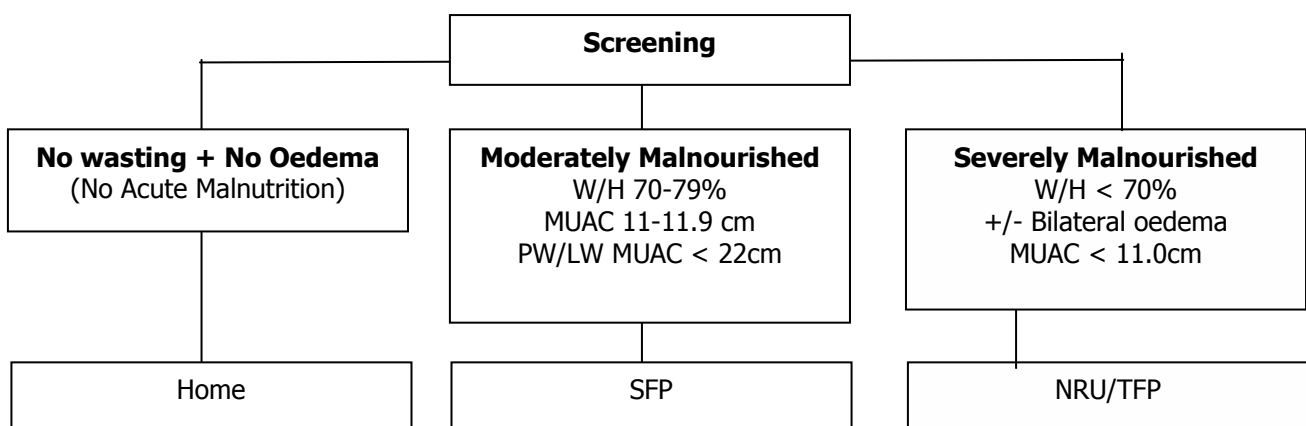 Screening
No wasting + No Oedema
(No Acute Malnutrition)
Moderately Malnourished
W/H 70-79%
MUAC 11-11.9 cm
PW/LW MUAC < 22cm
Severely Malnourished
W/H < 70%
+/- Bilateral oedema
MUAC < 11.0cm
Home
SFP
NRU/TFP